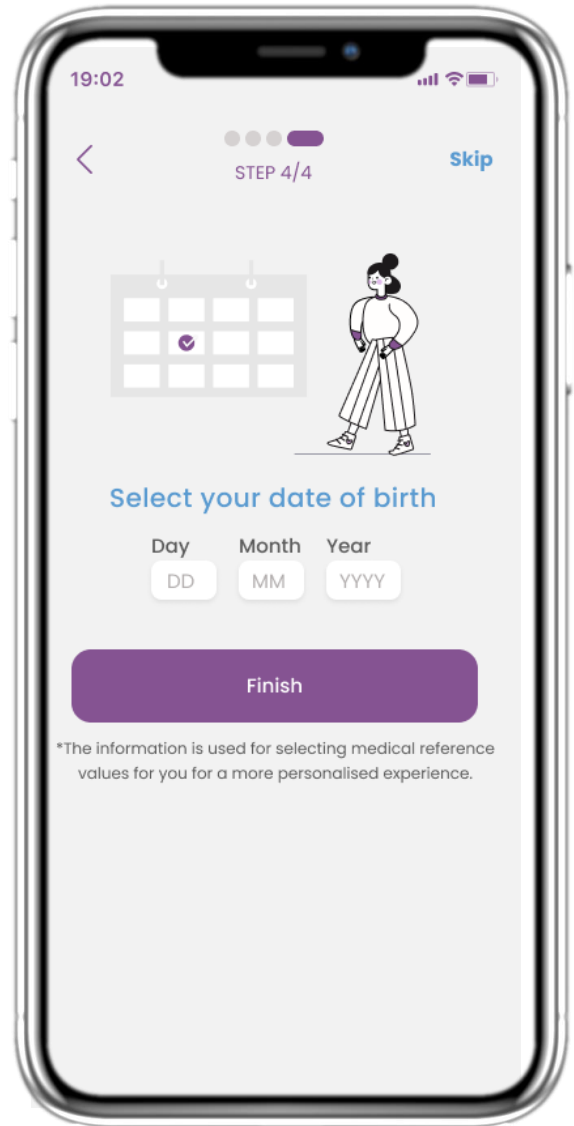 19:02
Skip
STEP 4/4
Select your date of birth
Day Month Year
DD MM YYYY
Finish
*The information is used for selecting medical reference
values for you for a more personalised experience.